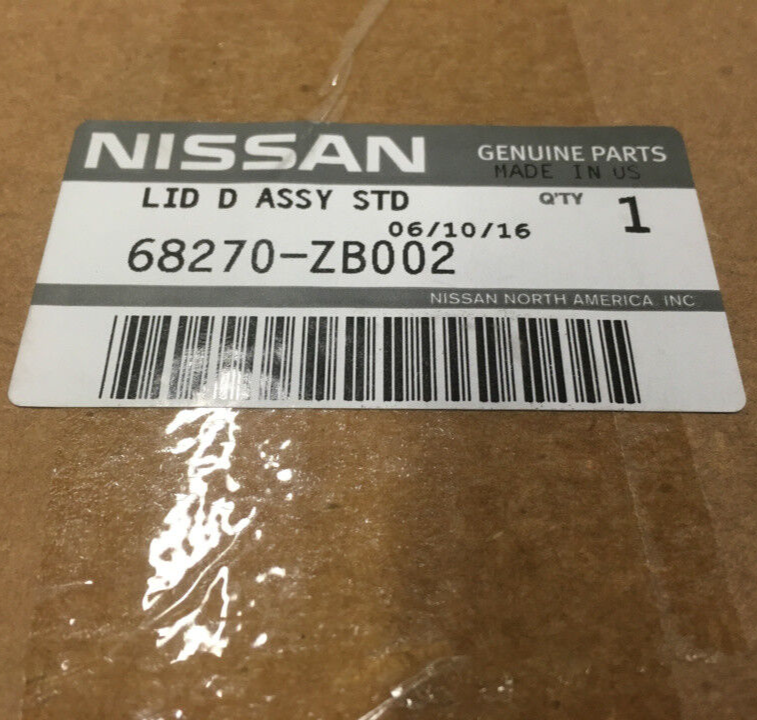 NISSAN
GENUINE PARTS
MADE IN US
LID D ASSY STD
Q'TY 1
06/10/16
68270-ZB002
NISSAN NORTH AMERICA INC